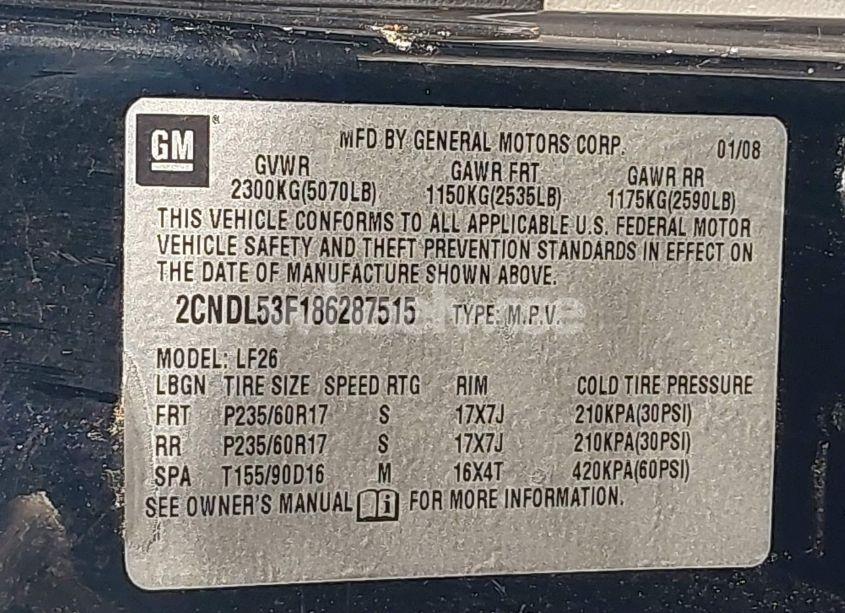 GM
MFD BY GENERAL MOTORS CORP. 01/08
GVWR GAWR FRT GAWR RR
2300KG(5070LB) 1150KG(2535LB) 1175KG(2590LB)
THIS VEHICLE CONFORMS TO ALL APPLICABLE U.S. FEDERAL MOTOR
VEHICLE SAFETY AND THEFT PREVENTION STANDARDS IN EFFECT ON
THE DATE OF MANUFACTURE SHOWN ABOVE.
2CNDL53F186287515 TYPE: M.P.V.
MODEL: LF26
LBGN TIRE SIZE SPEED RTG RIM COLD TIRE PRESSURE
FRT P235/60R17 S 17X7J 210KPA(30PSI)
RR P235/60R17 S 17X7J 210KPA(30PSI)
SPA T155/90D16 M 16X4T 420KPA(60PSI)
SEE OWNER'S MANUAL i FOR MORE INFORMATION.